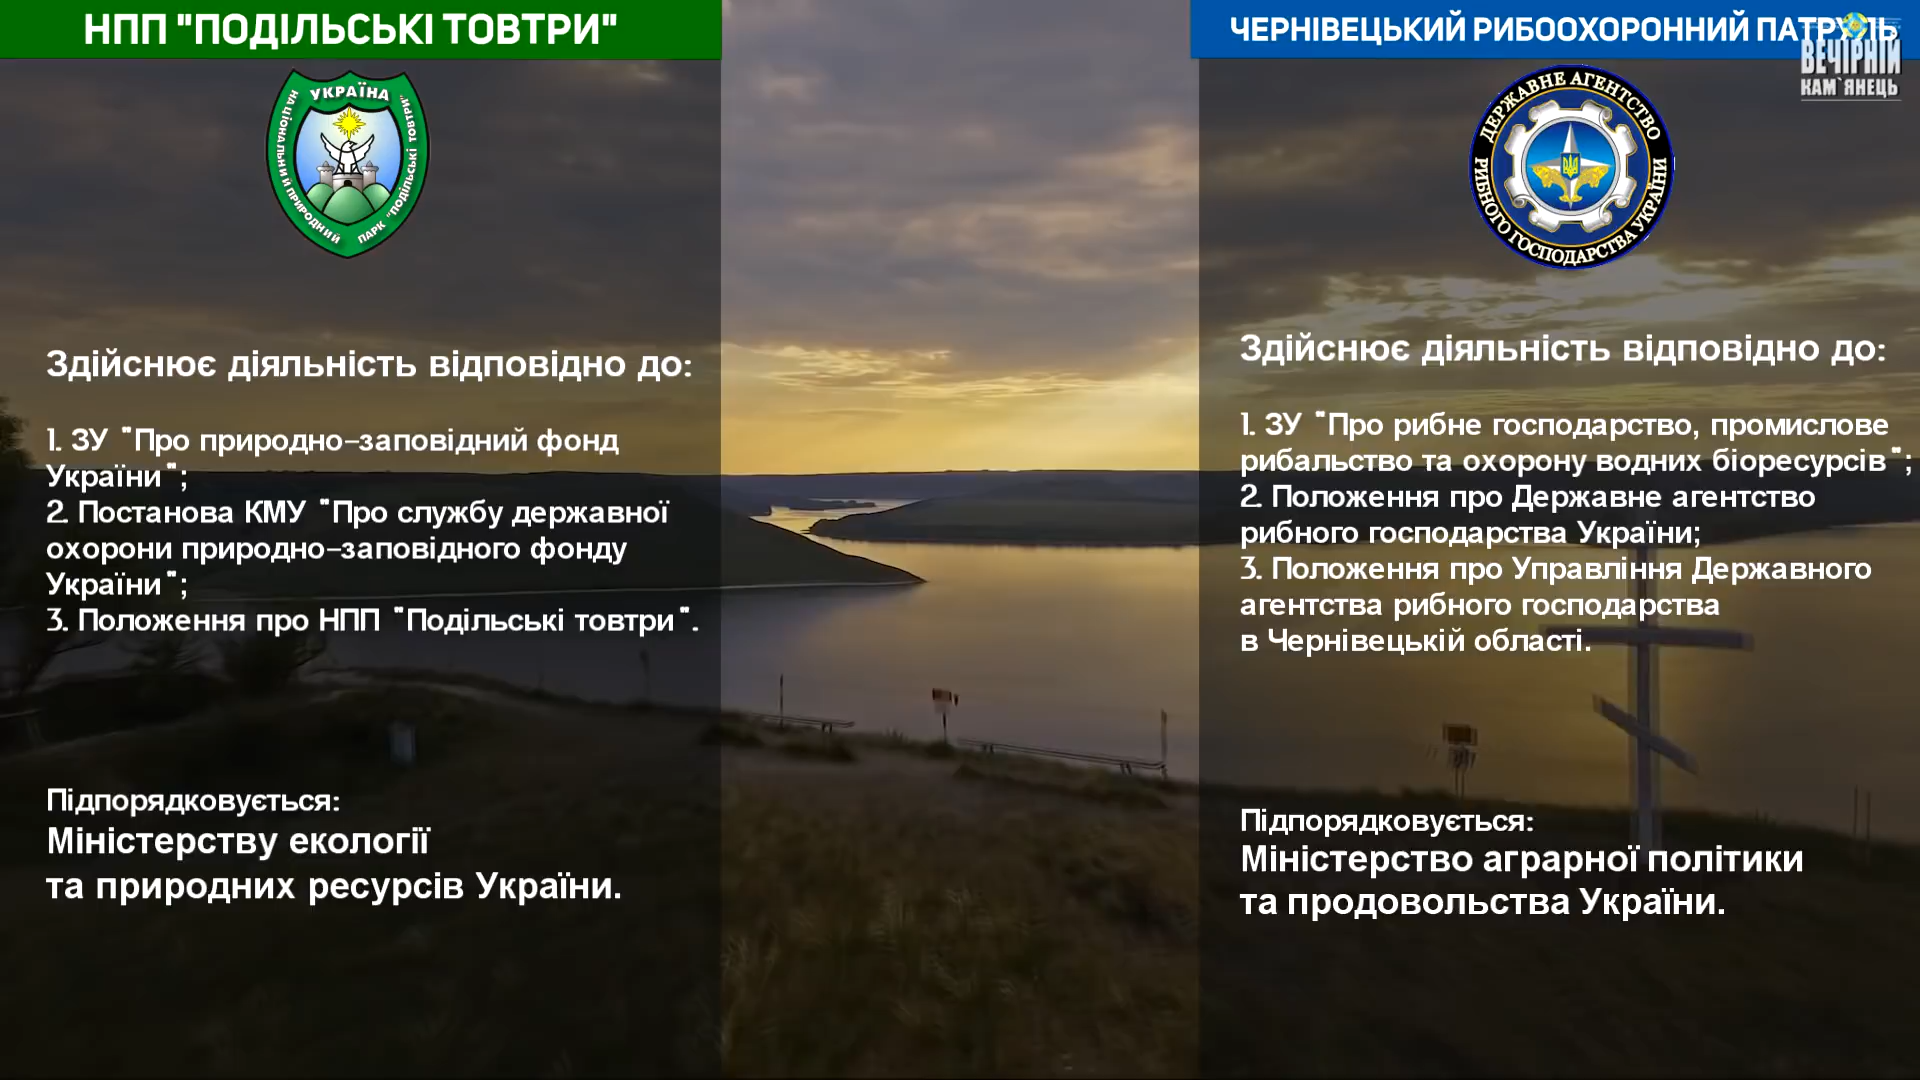 НПП "ПОДІЛЬСЬКІ ТОВТРИ"
УКРАЇНА
НАЦІОНАЛЬНИЙ ПРИРОДНИЙ
ПАРК "ПОДІЛЬСЬКІ ТОВТРИ"
Здійснює діяльність відповідно до:
1. ЗУ "Про природно-заповідний фонд
України";
2. Постанова КМУ "Про службу державної
охорони природно-заповідного фонду
України";
3. Положення про НПП "Подільські товтри".
Підпорядковується:
Міністерству екології
та природних ресурсів України.
ЧЕРНІВЕЦЬКИЙ РИБООХОРОННИЙ ПАТРУЛЬ
ВЕЧІРНІЙ
КАМ`ЯНЕЦЬ
ДЕРЖАВНЕ АГЕНТСТВО
РИБНОГО ГОСПОДАРСТВА УКРАЇНИ
Здійснює діяльність відповідно до:
1. ЗУ "Про рибне господарство, промислове
рибальство та охорону водних біоресурсів";
2. Положення про Державне агентство
рибного господарства України;
3. Положення про Управління Державного
агентства рибного господарства
в Чернівецькій області.
Підпорядковується:
Міністерство аграрної політики
та продовольства України.